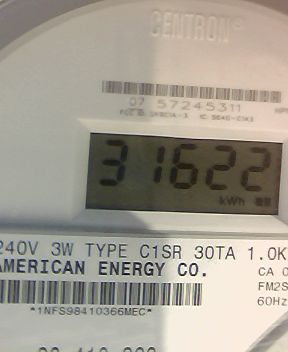 CENTRON®
07 57245311
31622
kWh
240V 3W TYPE C1SR 30TA 1.0K
AMERICAN ENERGY CO.
CA 0
FM2S
60Hz
*1NFS98410366MEC*